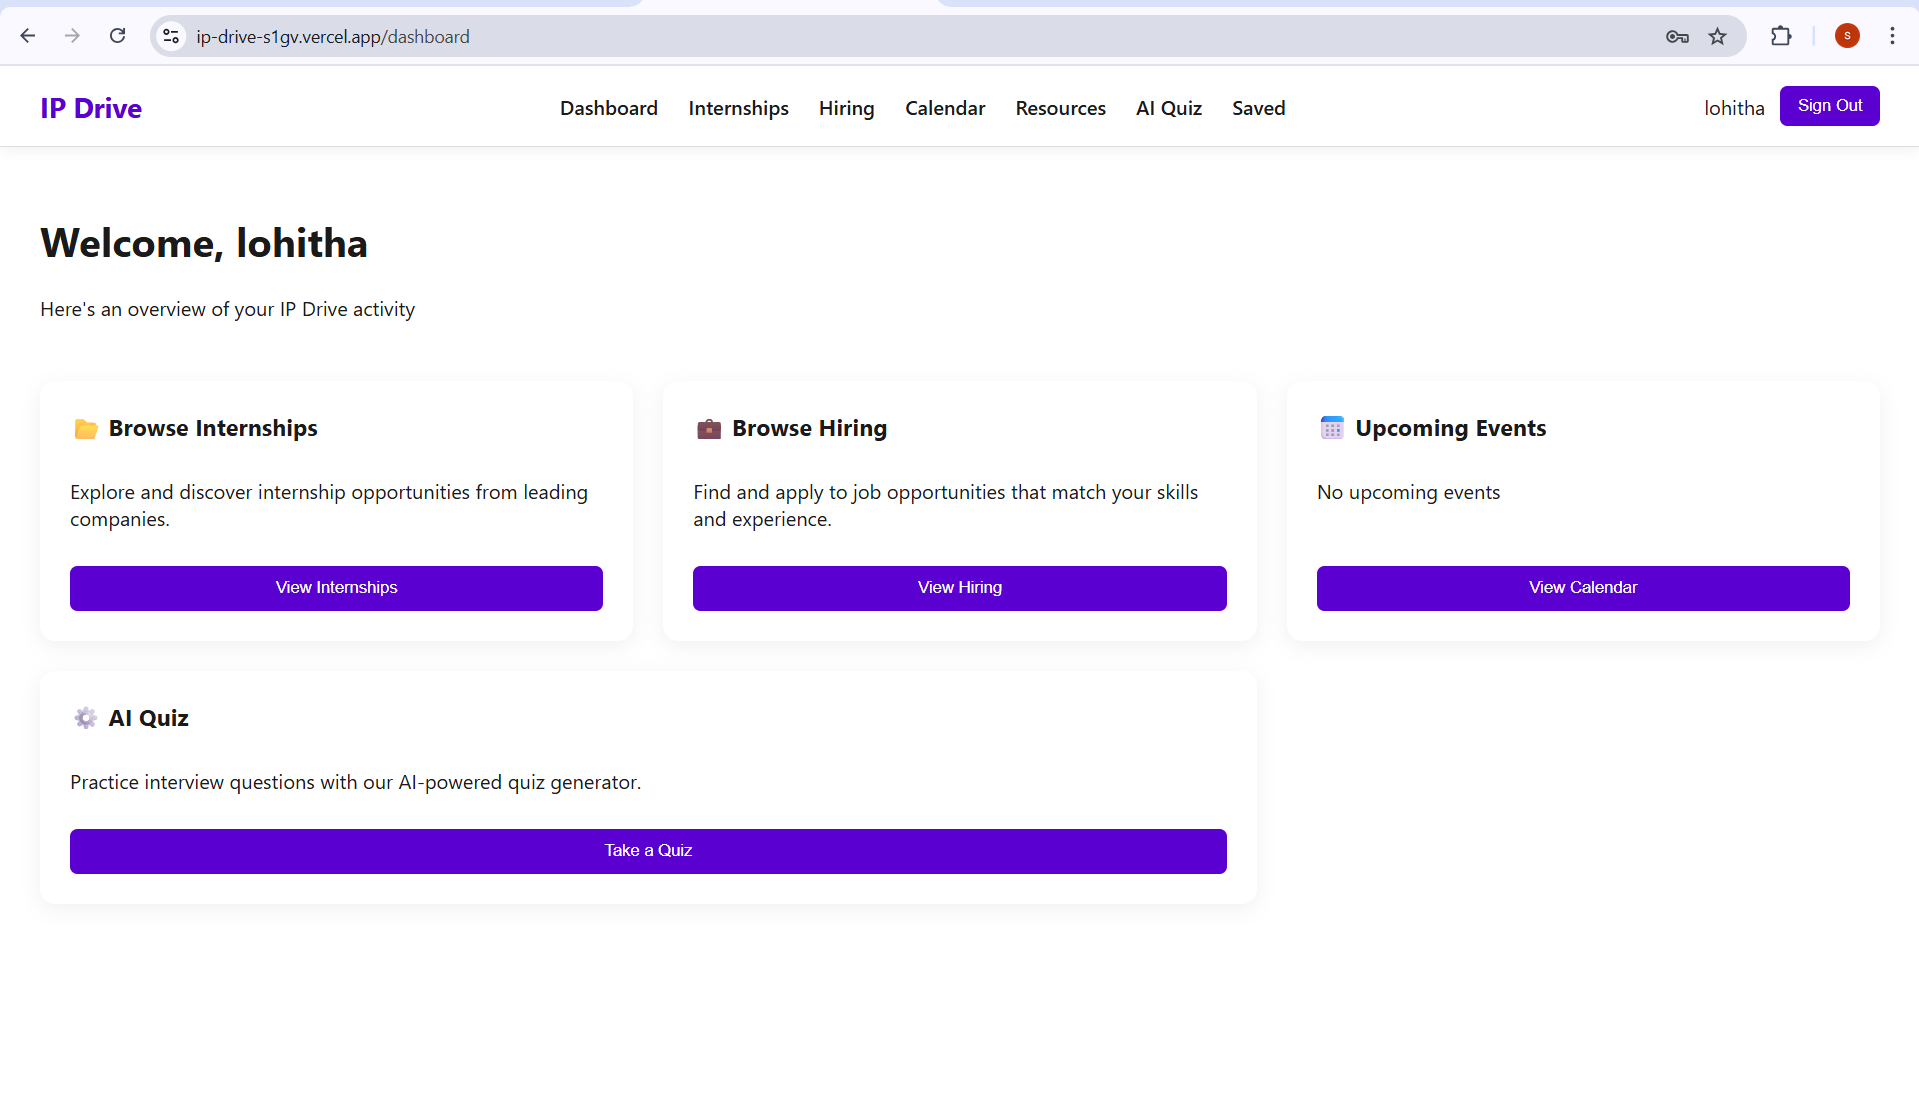 ip-drive-s1gv.vercel.app/dashboard
S
IP Drive
Dashboard Internships Hiring Calendar Resources AI Quiz Saved
lohitha Sign Out
Welcome, lohitha
Here's an overview of your IP Drive activity
Browse Internships
Explore and discover internship opportunities from leading
companies.
View Internships
Browse Hiring
Find and apply to job opportunities that match your skills
and experience.
View Hiring
Upcoming Events
No upcoming events
View Calendar
AI Quiz
Practice interview questions with our AI-powered quiz generator.
Take a Quiz